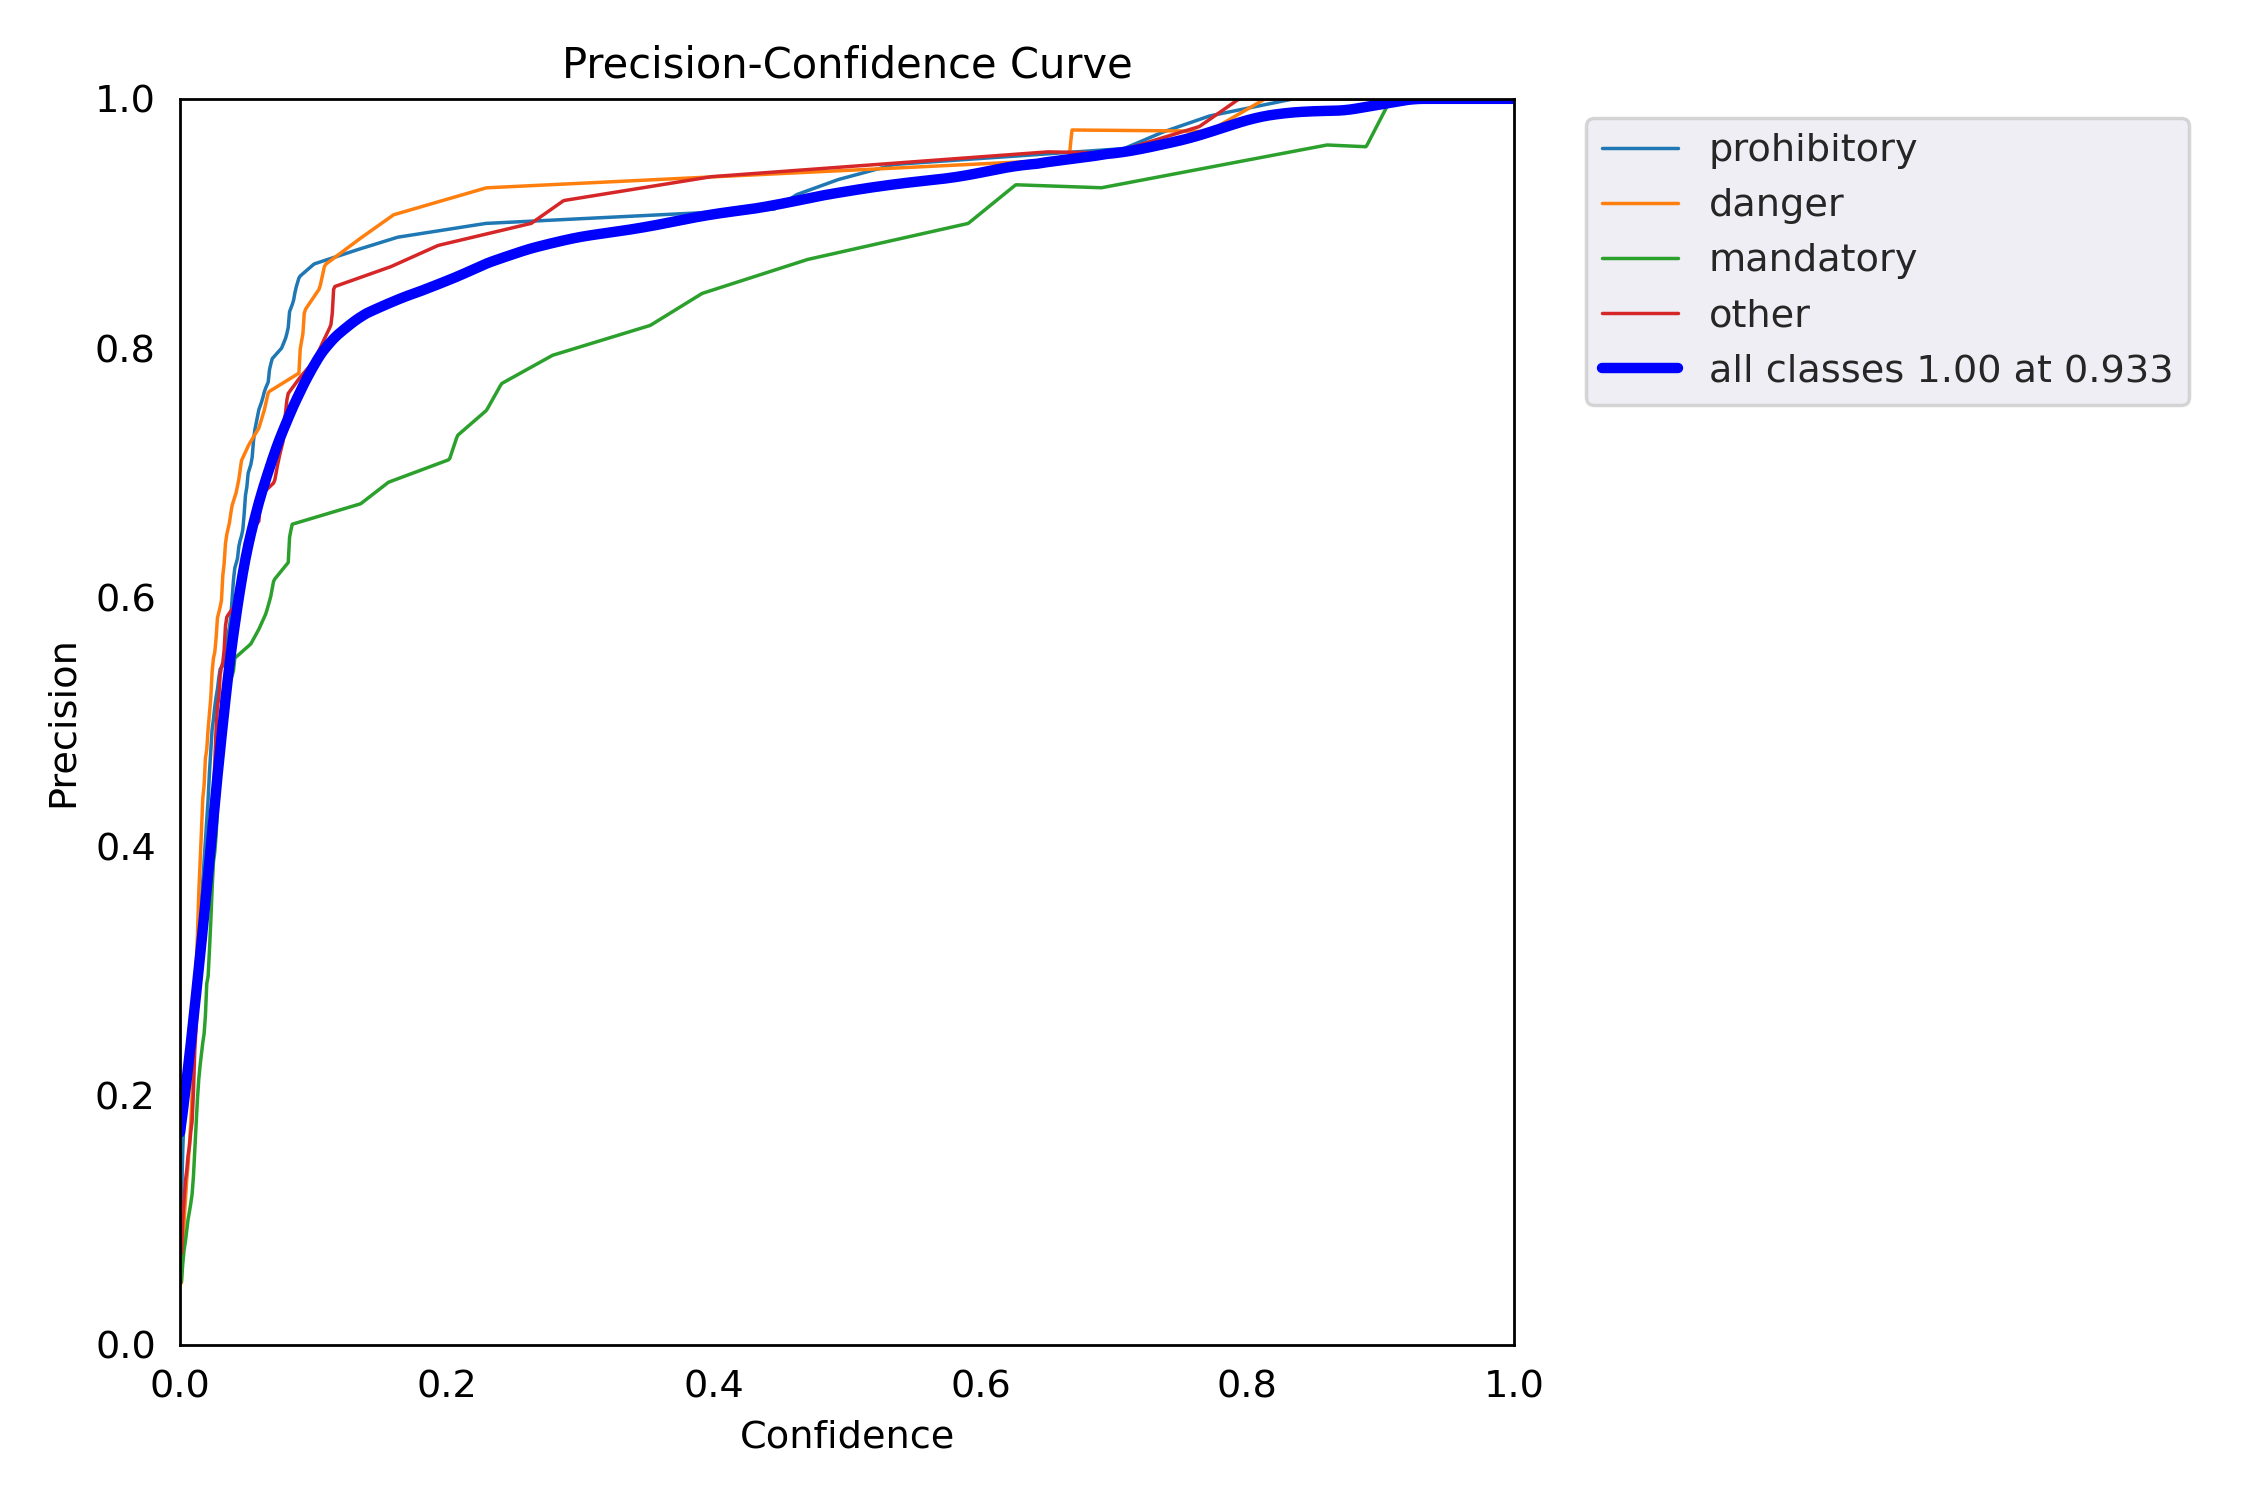 Precision-Confidence Curve
1.0
0.8
0.6
0.4
0.2
0.0
Precision
0.0 0.2 0.4 0.6 0.8 1.0
Confidence
prohibitory
danger
mandatory
other
all classes 1.00 at 0.933